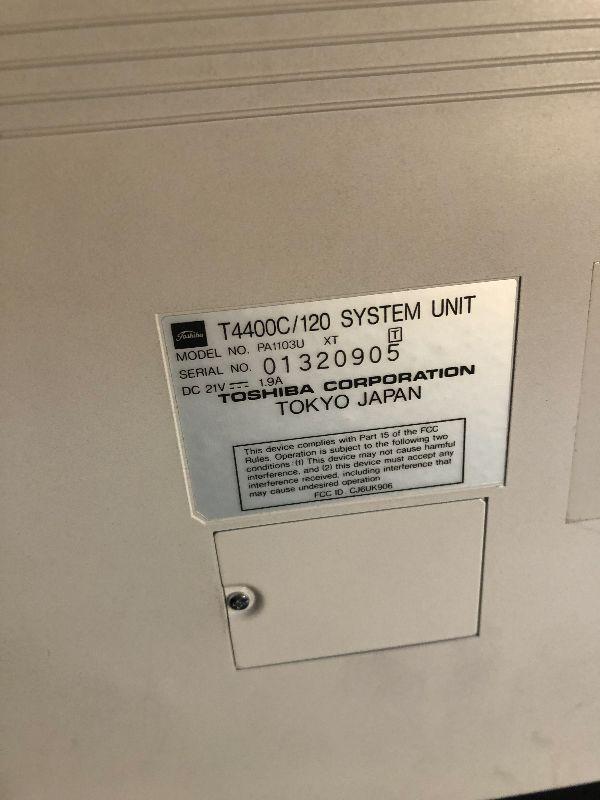 Toshiba T4400C/120 SYSTEM UNIT
MODEL NO. PA1103U XT T
SERIAL NO. 01320905
DC 21V 1.9A
TOSHIBA CORPORATION
TOKYO JAPAN
This device complies with Part 15 of the FCC
Rules. Operation is subject to the following two
conditions: (1) This device may not cause harmful
interference, and (2) this device must accept any
interference received, including interference that
may cause undesired operation
FCC ID. CJ6UK906